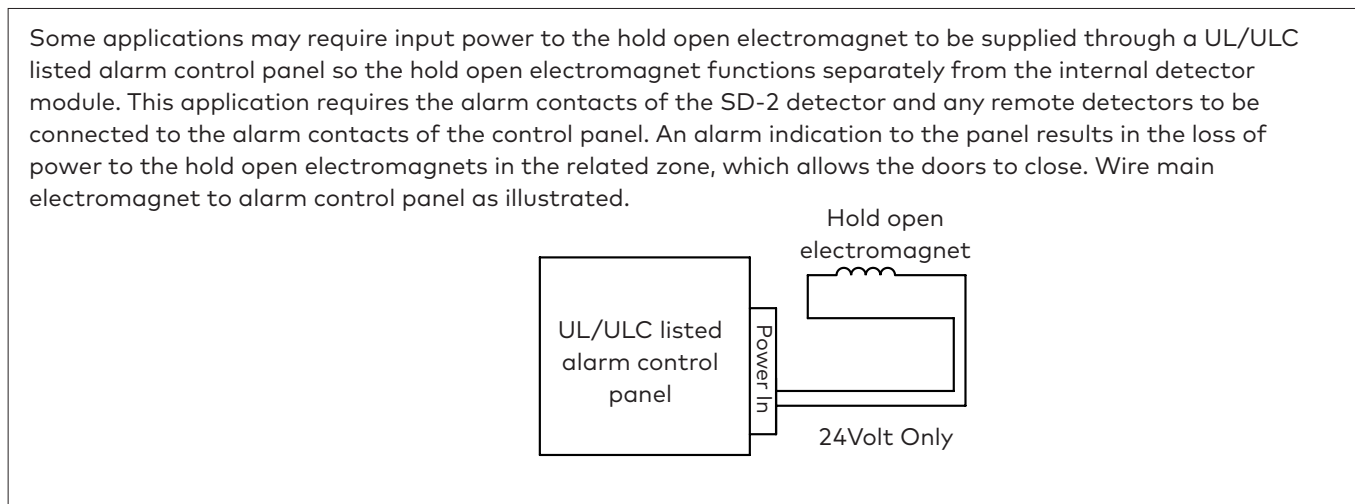 Some applications may require input power to the hold open electromagnet to be supplied through a UL/ULC
listed alarm control panel so the hold open electromagnet functions separately from the internal detector
module. This application requires the alarm contacts of the SD-2 detector and any remote detectors to be
connected to the alarm contacts of the control panel. An alarm indication to the panel results in the loss of
power to the hold open electromagnets in the related zone, which allows the doors to close. Wire main
electromagnet to alarm control panel as illustrated.
Hold open
electromagnet
UL/ULC listed
alarm control
panel
Power In
24Volt Only